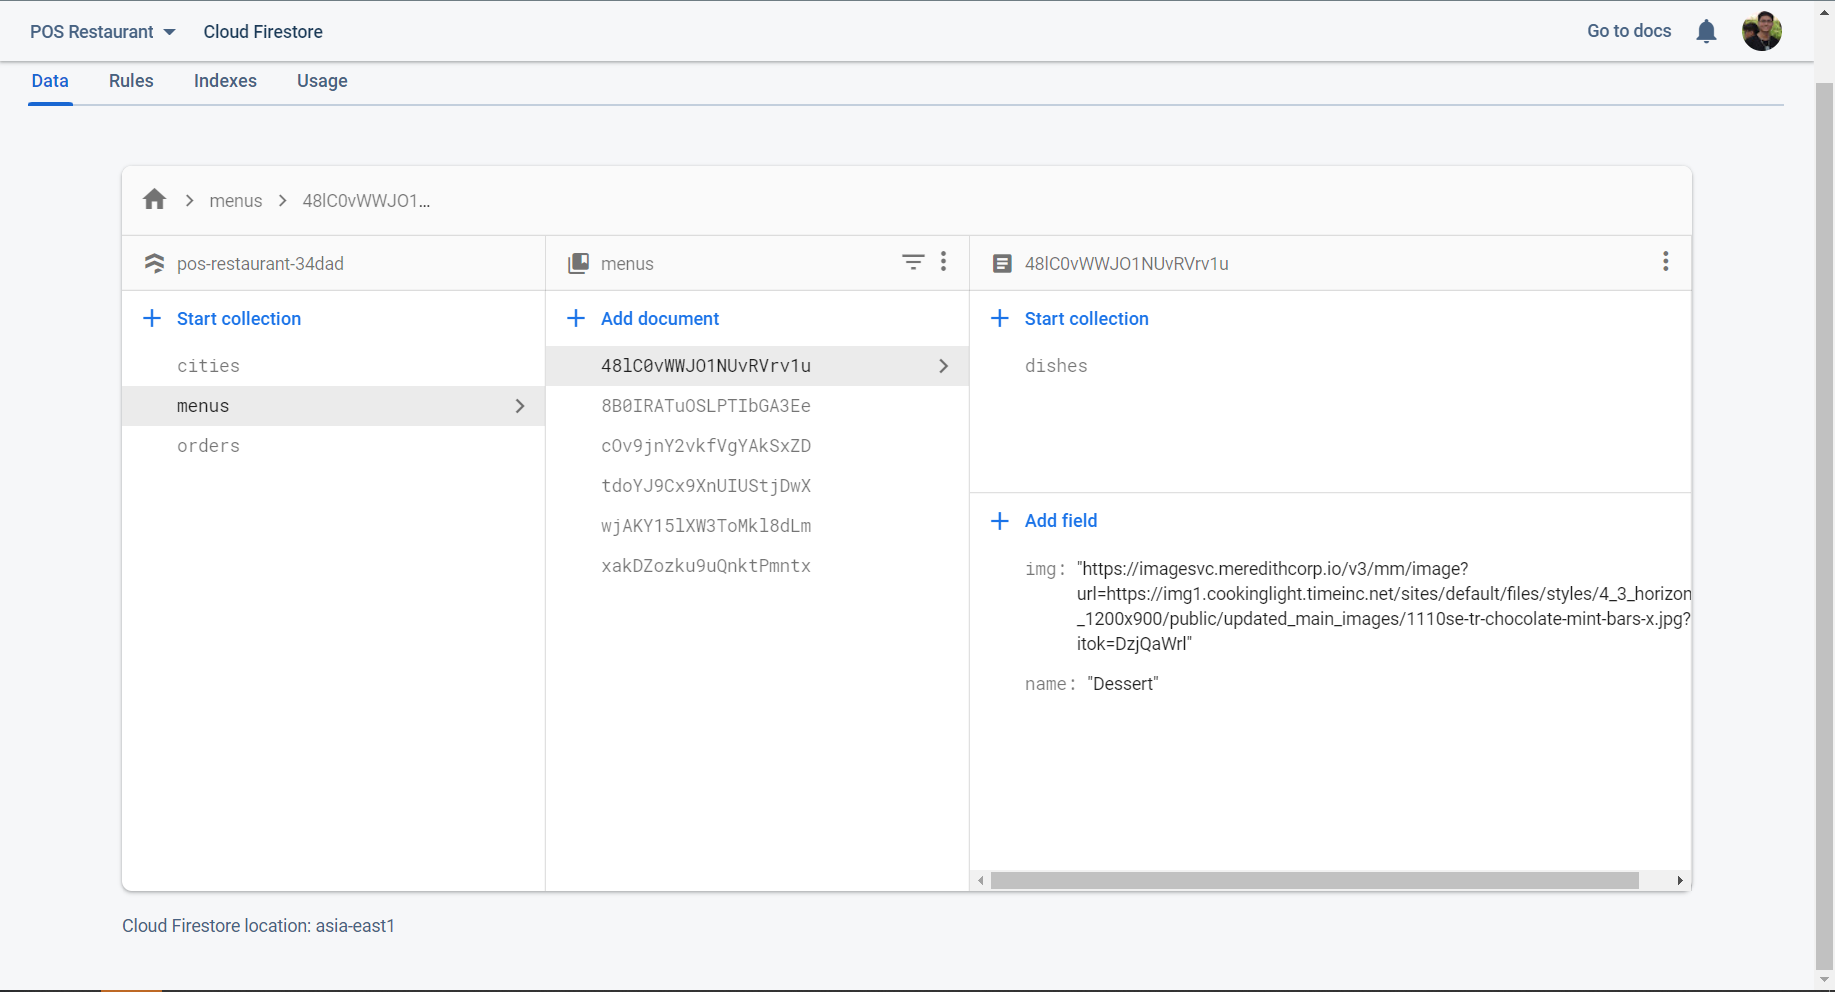 POS Restaurant Cloud Firestore Go to docs
Data Rules Indexes Usage
menus 48lC0vWWJO1...
pos-restaurant-34dad
menus
48lC0vWWJO1NUvRVrv1u
Start collection
cities
menus
orders
Add document
48lC0vWWJO1NUvRVrv1u
8B0IRATuOSLPTIbGA3Ee
cOv9jnY2vkfVgYAkSxZD
tdoYJ9Cx9XnUIUStjDwX
wjAKY15lXW3ToMkl8dLm
xakDZozku9uQnktPmntx
Start collection
dishes
Add field
img: "https://imagesvc.meredithcorp.io/v3/mm/image?
url=https://img1.cookinglight.timeinc.net/sites/default/files/styles/4_3_horizon
_1200x900/public/updated_main_images/1110se-tr-chocolate-mint-bars-x.jpg?
itok=DzjQaWrl"
name: "Dessert"
Cloud Firestore location: asia-east1